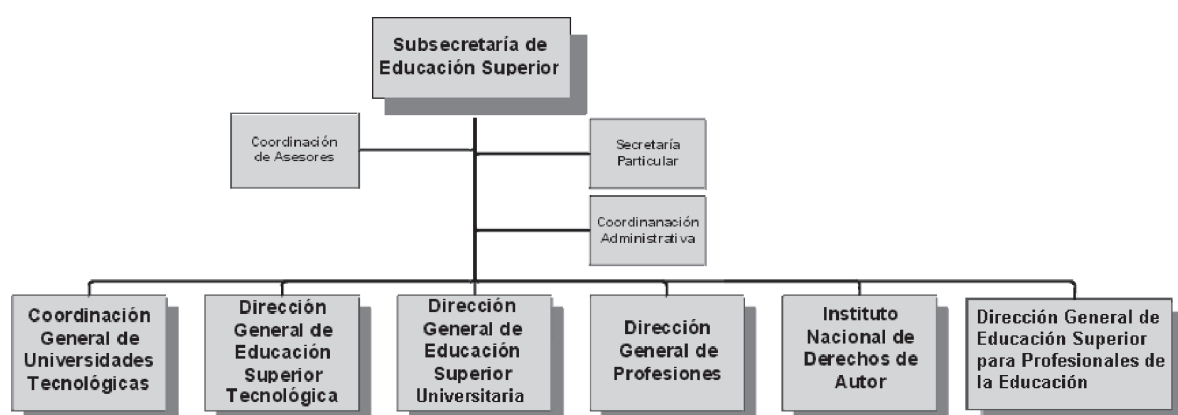 Subsecretaría de
Educación Superior
Coordinación
de Asesores
Secretaría
Particular
Coordinanación
Administrativa
Coordinación
General de
Universidades
Tecnológicas
Dirección
General de
Educación
Superior
Tecnológica
Dirección
General de
Educación
Superior
Universitaria
Dirección
General de
Profesiones
Instituto
Nacional de
Derechos de
Autor
Dirección General de
Educación Superior
para Profesionales de
la Educación